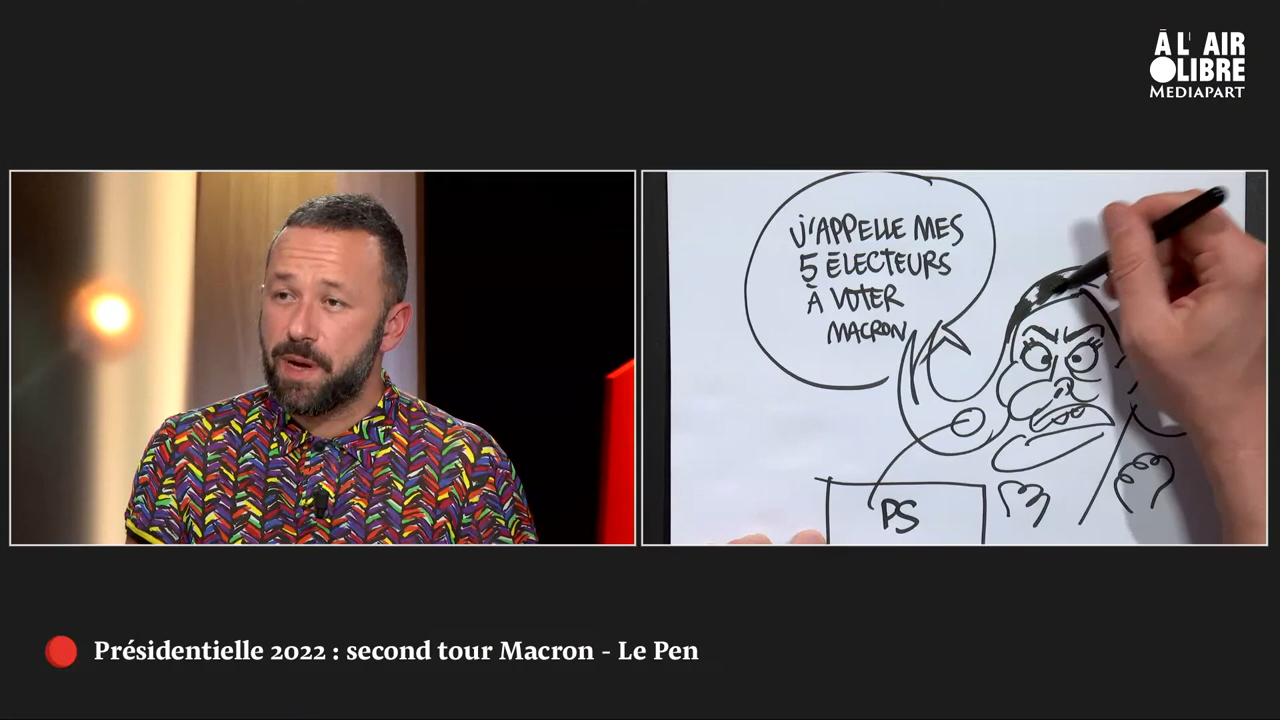 À L' AIR
LIBRE
MEDIAPART
J'APPELLE MES
5 ÉLECTEURS
À VOTER
MACRON
PS
Présidentielle 2022 : second tour Macron - Le Pen